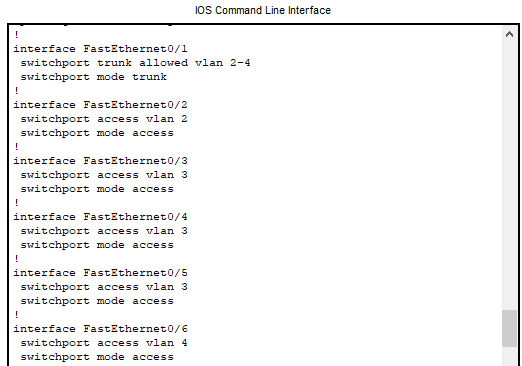 IOS Command Line Interface
!
interface FastEthernet0/1
switchport trunk allowed vlan 2-4
switchport mode trunk
!
interface FastEthernet0/2
switchport access vlan 2
switchport mode access
!
interface FastEthernet0/3
switchport access vlan 3
switchport mode access
!
interface FastEthernet0/4
switchport access vlan 3
switchport mode access
!
interface FastEthernet0/5
switchport access vlan 3
switchport mode access
!
interface FastEthernet0/6
switchport access vlan 4
switchport mode access